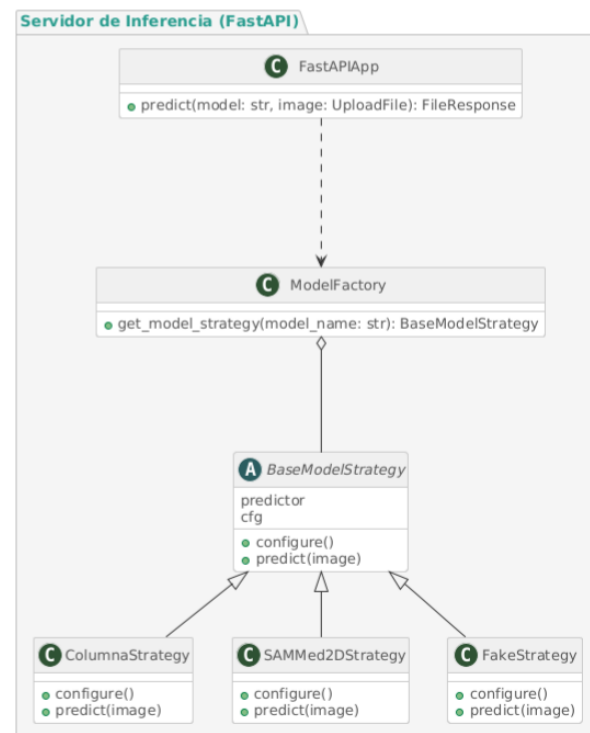 Servidor de Inferencia (FastAPI)
C FastAPIApp
predict(model: str, image: UploadFile): FileResponse
C ModelFactory
get_model_strategy(model_name: str): BaseModelStrategy
A BaseModelStrategy
predictor
cfg
configure()
predict(image)
C ColumnaStrategy
configure()
predict(image)
C SAMMed2DStrategy
configure()
predict(image)
C FakeStrategy
configure()
predict(image)